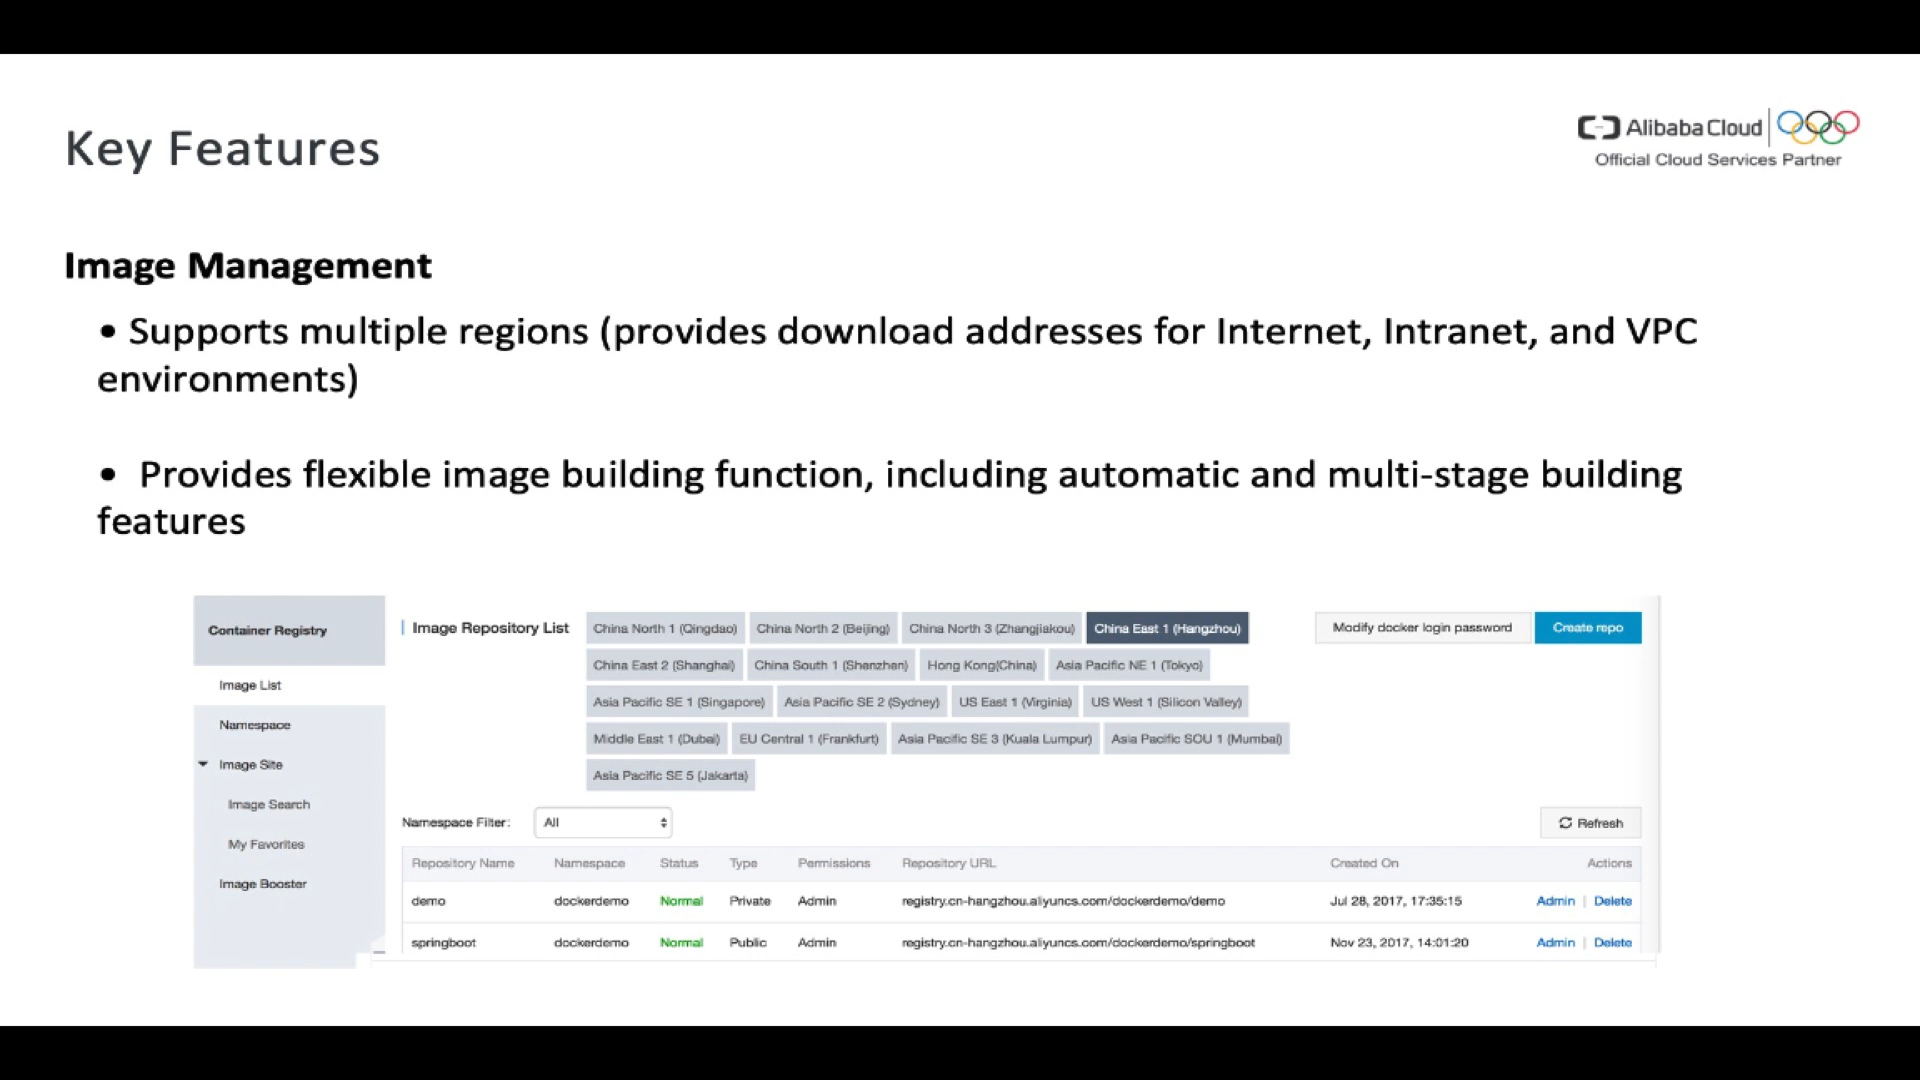 Key Features
Alibaba Cloud
Official Cloud Services Partner
Image Management
• Supports multiple regions (provides download addresses for Internet, Intranet, and VPC
environments)
• Provides flexible image building function, including automatic and multi-stage building
features
Container Registry
Image List
Namespace
Image Site
Image Search
My Favorites
Image Booster
Image Repository List
China North 1 (Qingdao) China North 2 (Beijing) China North 3 (Zhangjiakou) China East 1 (Hangzhou)
Modify docker login password Create repo
China East 2 (Shanghai) China South 1 (Shenzhen) Hong Kong(China) Asia Pacific NE 1 (Tokyo)
Asia Pacific SE 1 (Singapore) Asia Pacific SE 2 (Sydney) US East 1 (Virginia) US West 1 (Silicon Valley)
Middle East 1 (Dubai) EU Central 1 (Frankfurt) Asia Pacific SE 3 (Kuala Lumpur) Asia Pacific SOU 1 (Mumbai)
Asia Pacific SE 5 (Jakarta)
Namespace Filter: All Refresh
Repository Name Namespace Status Type Permissions Repository URL Created On Actions
demo dockerdemo Normal Private Admin registry.cn-hangzhou.aliyuncs.com/dockerdemo/demo Jul 28, 2017, 17:35:15 Admin | Delete
springboot dockerdemo Normal Public Admin registry.cn-hangzhou.aliyuncs.com/dockerdemo/springboot Nov 23, 2017, 14:01:20 Admin | Delete